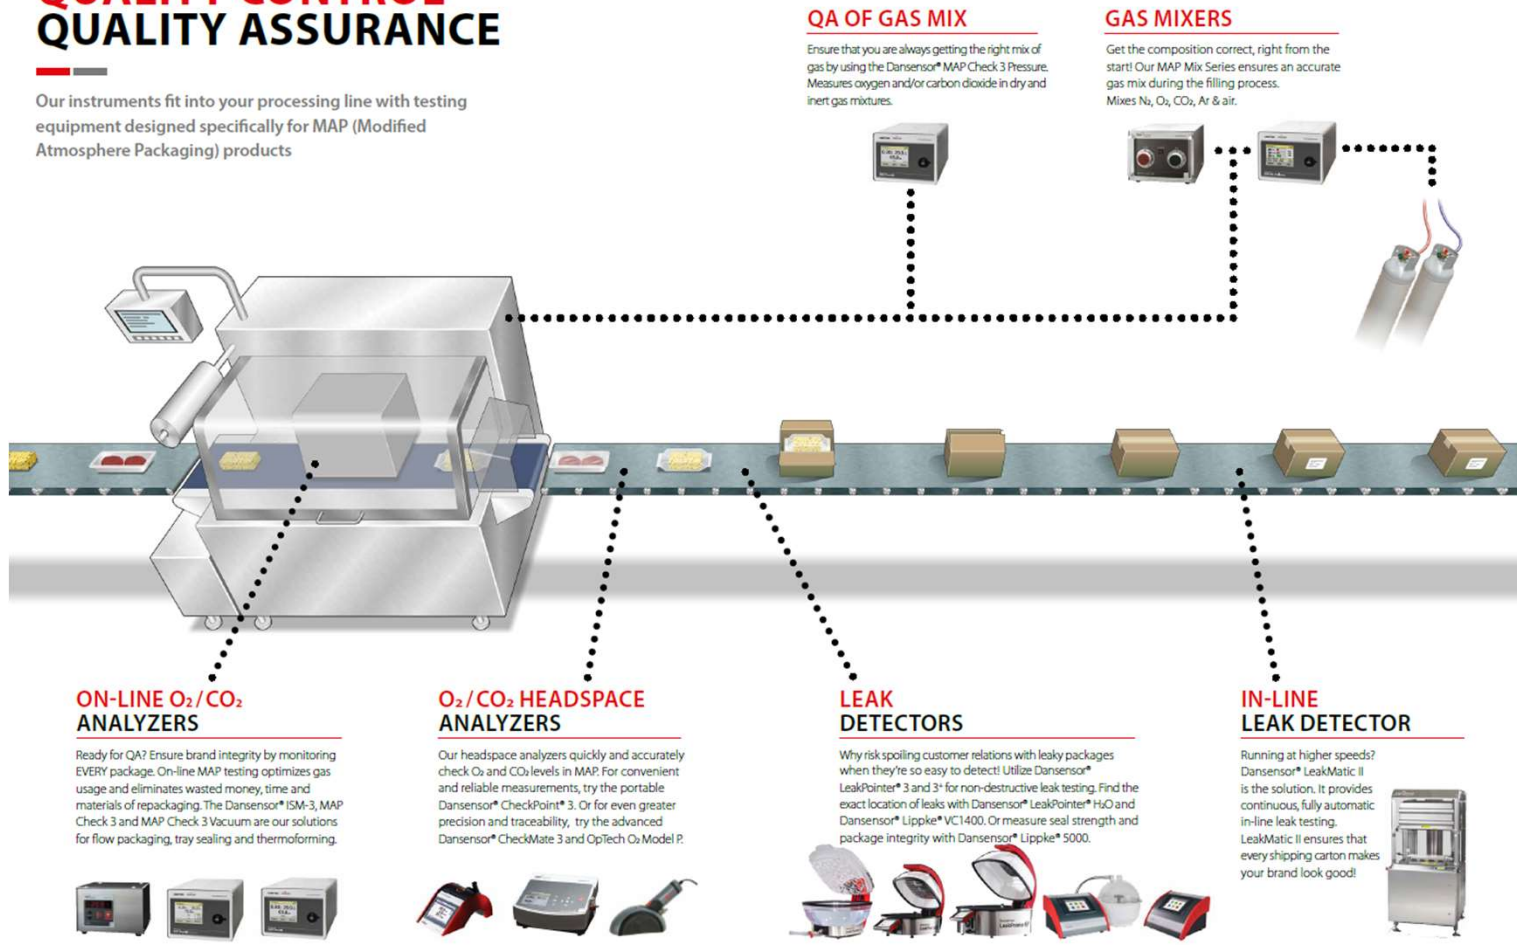 QUALITY CONTROL
QUALITY ASSURANCE
Our instruments fit into your processing line with testing
equipment designed specifically for MAP (Modified
Atmosphere Packaging) products
QA OF GAS MIX
Ensure that you are always getting the right mix of
gas by using the Dansensor® MAP Check 3 Pressure.
Measures oxygen and/or carbon dioxide in dry and
inert gas mixtures.
GAS MIXERS
Get the composition correct, right from the
start! Our MAP Mix Series ensures an accurate
gas mix during the filling process.
Mixes N₂, O₂, CO₂, Ar & air.
ON-LINE O₂/CO₂
ANALYZERS
Ready for QA? Ensure brand integrity by monitoring
EVERY package. On-line MAP testing optimizes gas
usage and eliminates wasted money, time and
materials of repackaging. The Dansensor® ISM-3, MAP
Check 3 and MAP Check 3 Vacuum are our solutions
for flow packaging, tray sealing and thermoforming.
O₂/CO₂ HEADSPACE
ANALYZERS
Our headspace analyzers quickly and accurately
check O₂ and CO₂ levels in MAP. For convenient
and reliable measurements, try the portable
Dansensor® CheckPoint® 3. Or for even greater
precision and traceability, try the advanced
Dansensor® CheckMate 3 and OpTech O₂ Model P.
LEAK
DETECTORS
Why risk spoiling customer relations with leaky packages
when they're so easy to detect! Utilize Dansensor®
LeakPointer® 3 and 3⁺ for non-destructive leak testing. Find the
exact location of leaks with Dansensor® LeakPointer® H₂O and
Dansensor® Lippke® VC1400. Or measure seal strength and
package integrity with Dansensor® Lippke® 5000.
IN-LINE
LEAK DETECTOR
Running at higher speeds?
Dansensor® LeakMatic II
is the solution. It provides
continuous, fully automatic
in-line leak testing.
LeakMatic II ensures that
every shipping carton makes
your brand look good!